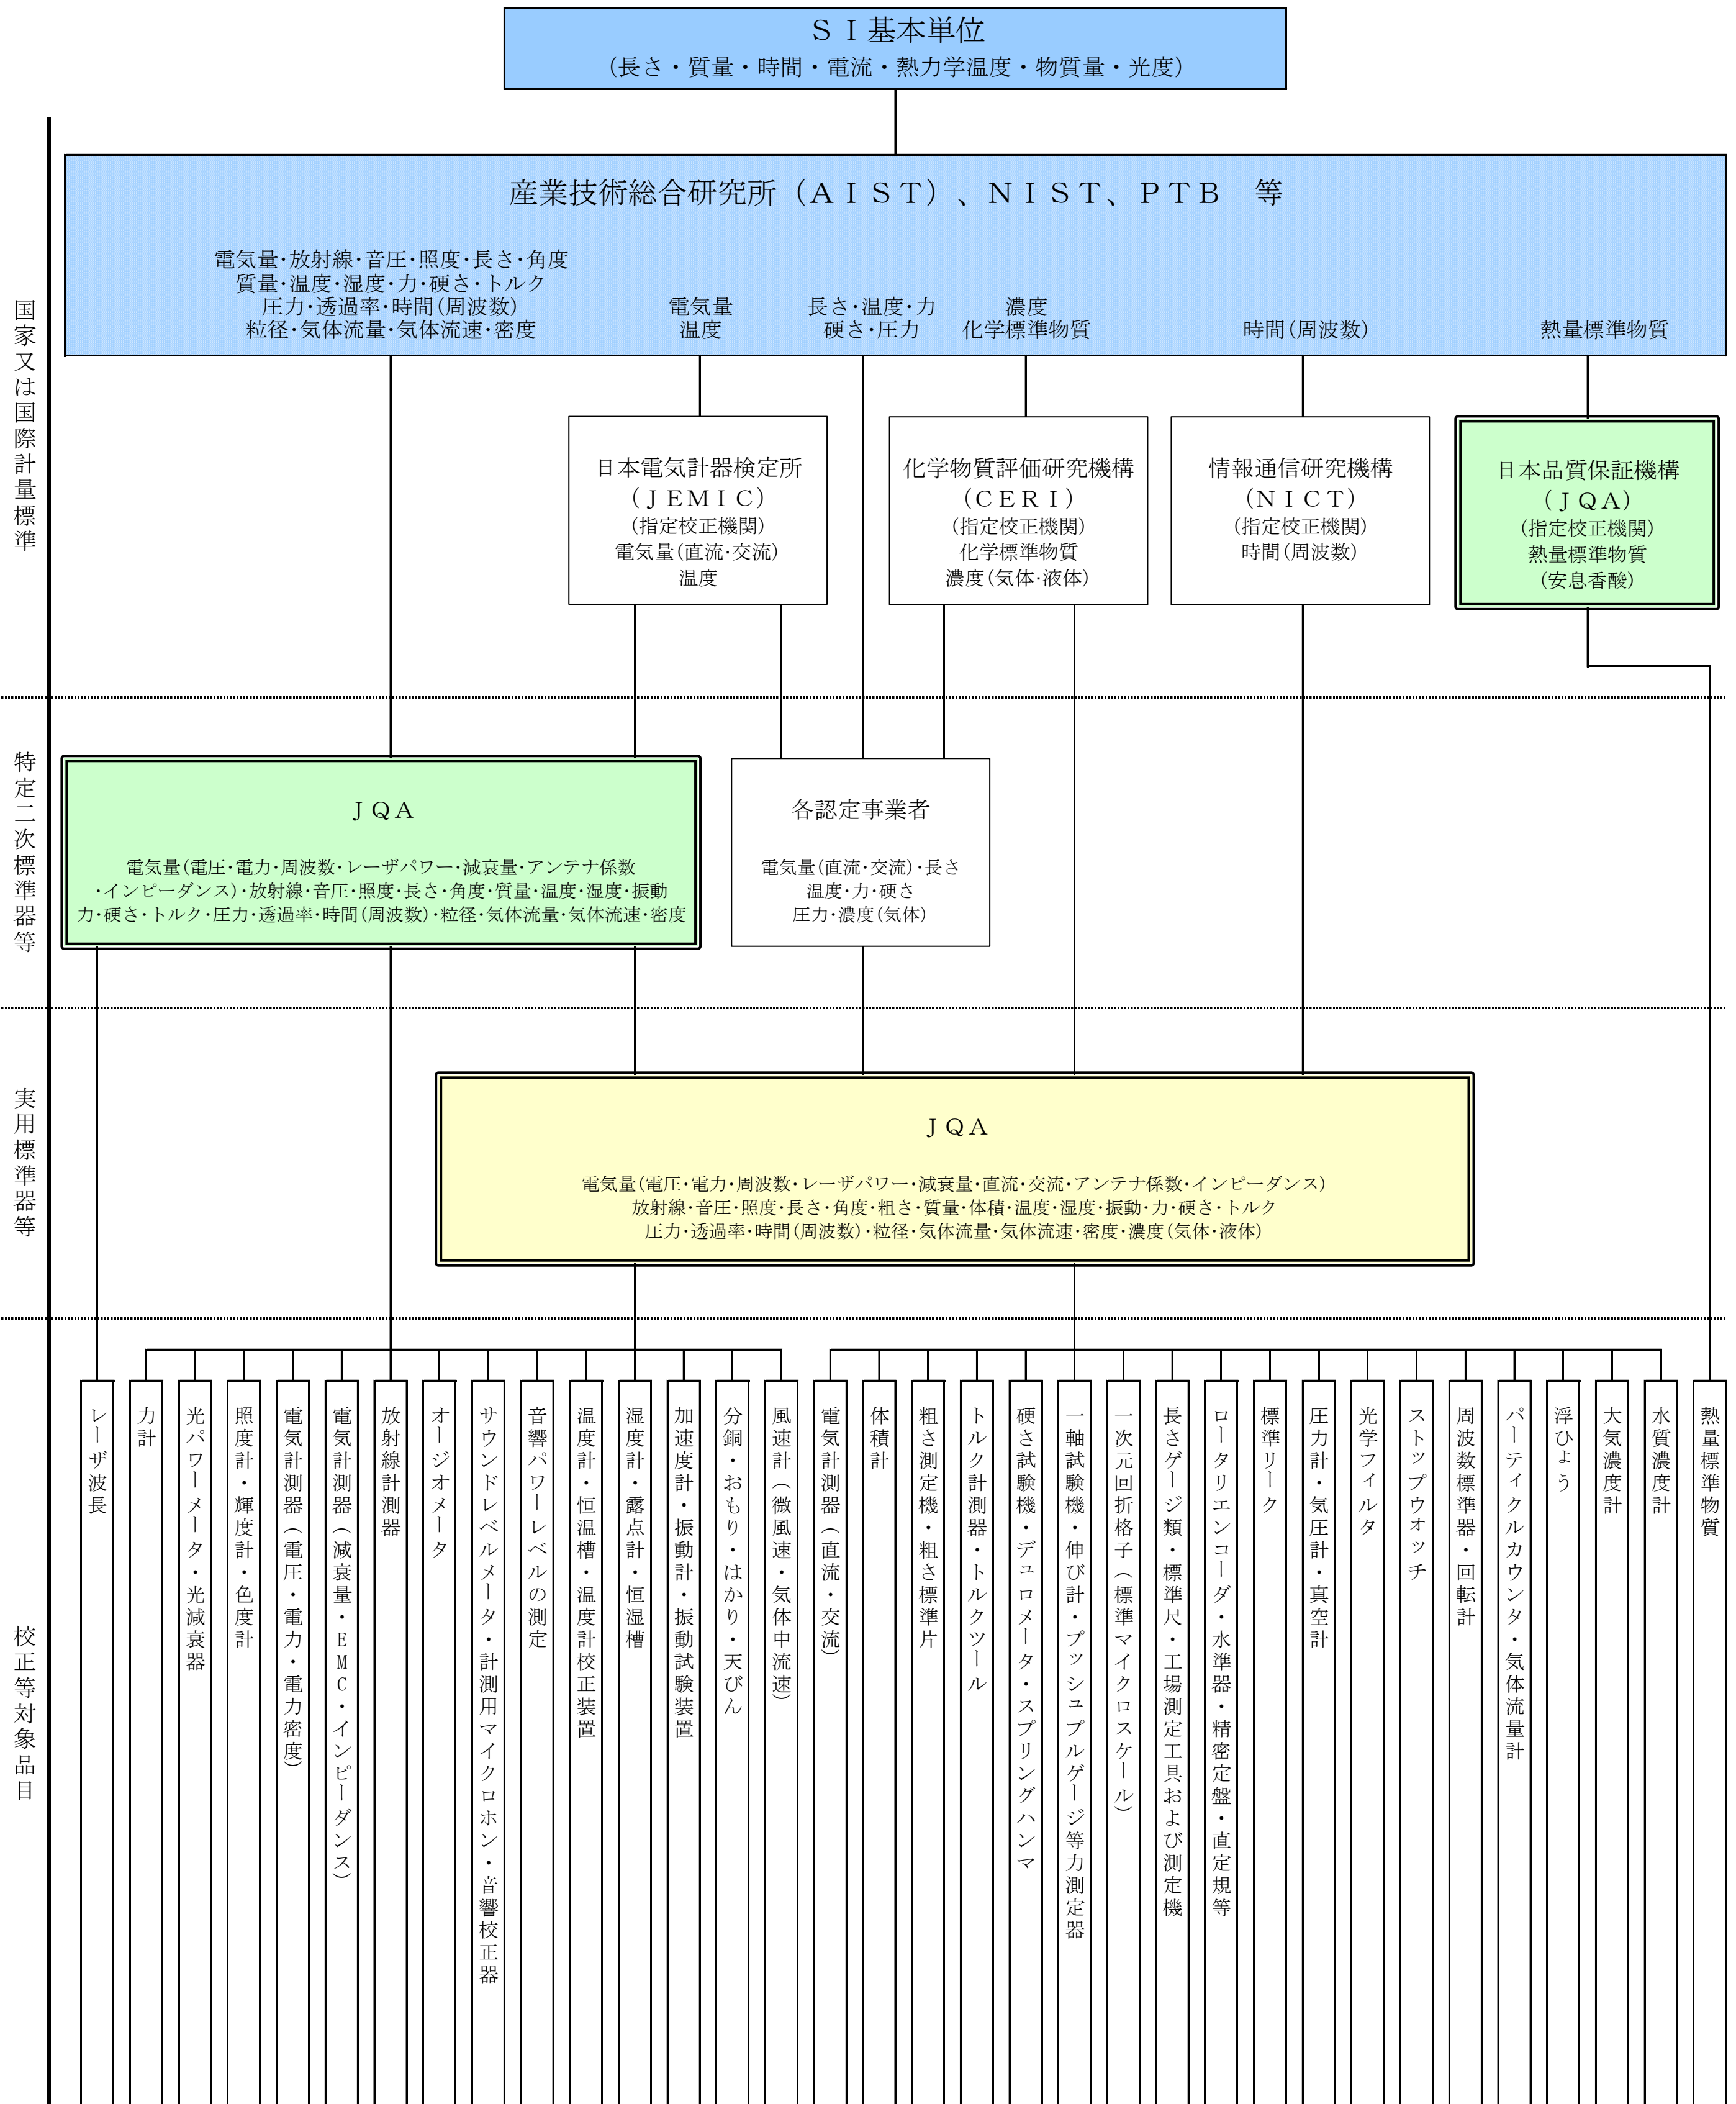 ＳＩ基本単位
（長さ・質量・時間・電流・熱力学温度・物質量・光度）
産業技術総合研究所（ＡＩＳＴ）、ＮＩＳＴ、ＰＴＢ　等
電気量・放射線・音圧・照度・長さ・角度
質量・温度・湿度・力・硬さ・トルク
圧力・透過率・時間(周波数)
粒径・気体流量・気体流速・密度
電気量
温度
長さ・温度・力
硬さ・圧力
濃度
化学標準物質
時間(周波数)
熱量標準物質
国家又は国際計量標準
日本電気計器検定所
（ＪＥＭＩＣ）
(指定校正機関)
電気量(直流・交流)
温度
化学物質評価研究機構
（ＣＥＲＩ）
(指定校正機関)
化学標準物質
濃度(気体・液体)
情報通信研究機構
（ＮＩＣＴ）
(指定校正機関)
時間(周波数)
日本品質保証機構
（ＪＱＡ）
(指定校正機関)
熱量標準物質
(安息香酸)
特定二次標準器等
ＪＱＡ
電気量(電圧・電力・周波数・レーザパワー・減衰量・アンテナ係数
・インピーダンス)・放射線・音圧・照度・長さ・角度・質量・温度・湿度・振動
力・硬さ・トルク・圧力・透過率・時間(周波数)・粒径・気体流量・気体流速・密度
各認定事業者
電気量(直流・交流)・長さ
温度・力・硬さ
圧力・濃度(気体)
実用標準器等
ＪＱＡ
電気量(電圧・電力・周波数・レーザパワー・減衰量・直流・交流・アンテナ係数・インピーダンス)
放射線・音圧・照度・長さ・角度・粗さ・質量・体積・温度・湿度・振動・力・硬さ・トルク
圧力・透過率・時間(周波数)・粒径・気体流量・気体流速・密度・濃度(気体・液体)
校正等対象品目
レーザ波長
力計
光パワーメータ・光減衰器
照度計・輝度計・色度計
電気計測器（電圧・電力・電力密度）
電気計測器（減衰量・ＥＭＣ・インピーダンス）
放射線計測器
オージオメータ
サウンドレベルメータ・計測用マイクロホン・音響校正器
音響パワーレベルの測定
温度計・恒温槽・温度計校正装置
湿度計・露点計・恒湿槽
加速度計・振動計・振動試験装置
分銅・おもり・はかり・天びん
風速計（微風速・気体中流速）
電気計測器（直流・交流）
体積計
粗さ測定機・粗さ標準片
トルク計測器・トルクツール
硬さ試験機・デュロメータ・スプリングハンマ
一軸試験機・伸び計・プッシュプルゲージ等力測定器
一次元回折格子（標準マイクロスケール）
長さゲージ類・標準尺・工場測定工具および測定機
ロータリエンコーダ・水準器・精密定盤・直定規等
標準リーク
圧力計・気圧計・真空計
光学フィルタ
ストップウオッチ
周波数標準器・回転計
パーティクルカウンタ・気体流量計
浮ひょう
大気濃度計
水質濃度計
熱量標準物質